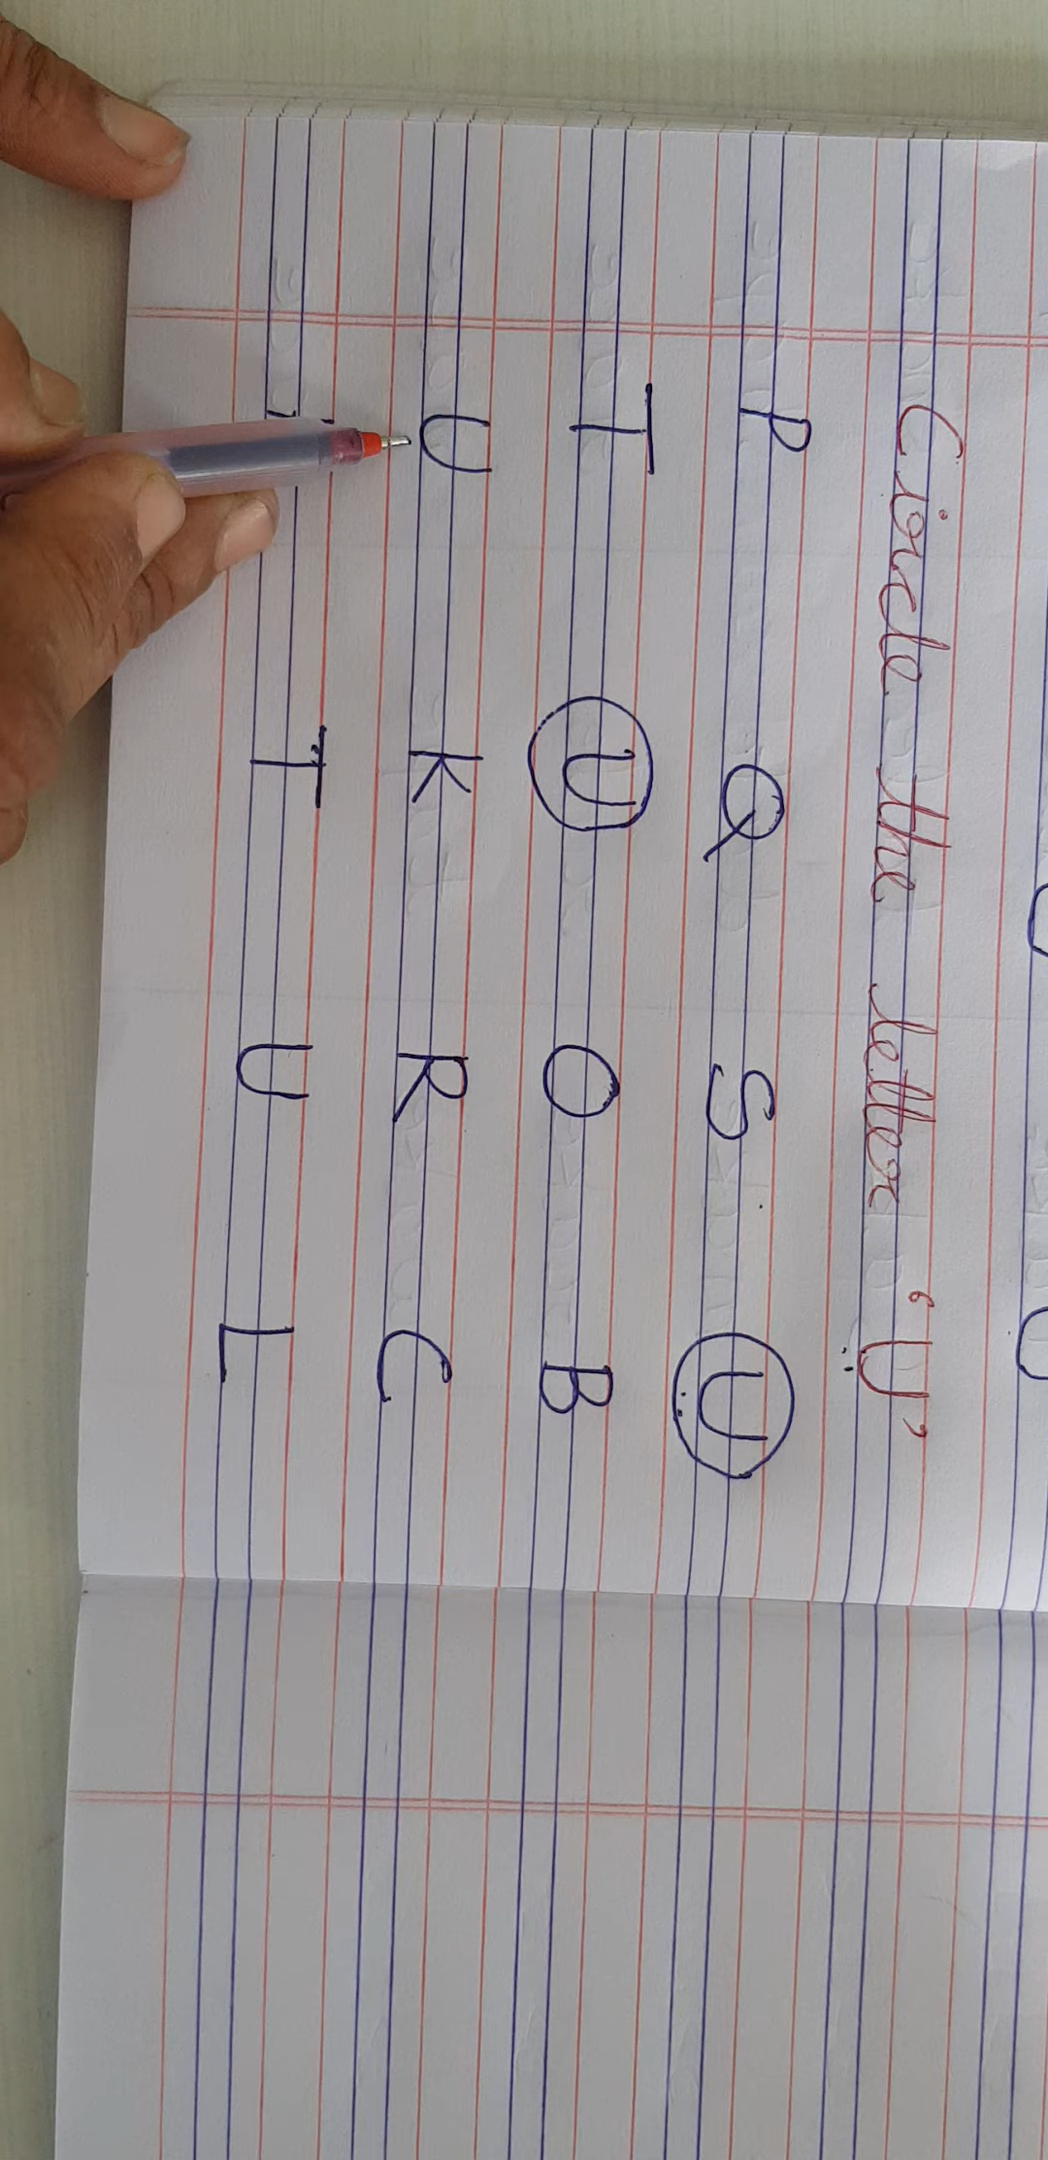 Circle the letter 'U'
P Q S U
T U O B
U K R C
T U L